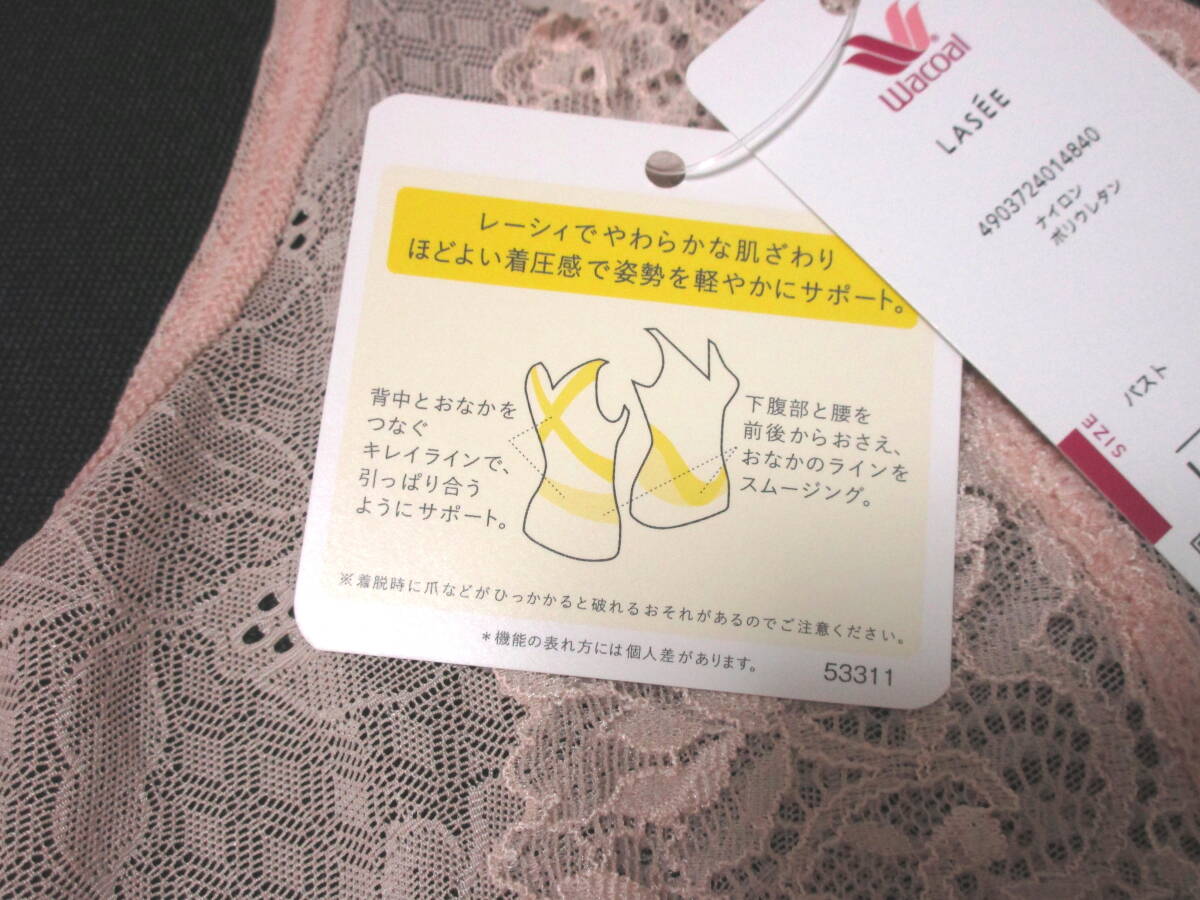 Wacoal
LASÉE
4903724014840
ナイロン
ポリウレタン
バスト
SIZE
レーシィでやわらかな肌ざわり
ほどよい着圧感で姿勢を軽やかにサポート。
背中とおなかを
つなぐ
キレイラインで、
引っぱり合う
ようにサポート。
下腹部と腰を
前後からおさえ、
おなかのラインを
スムージング。
※着脱時に爪などがひっかかると破れるおそれがあるのでご注意ください。
*機能の表れ方には個人差があります。
53311